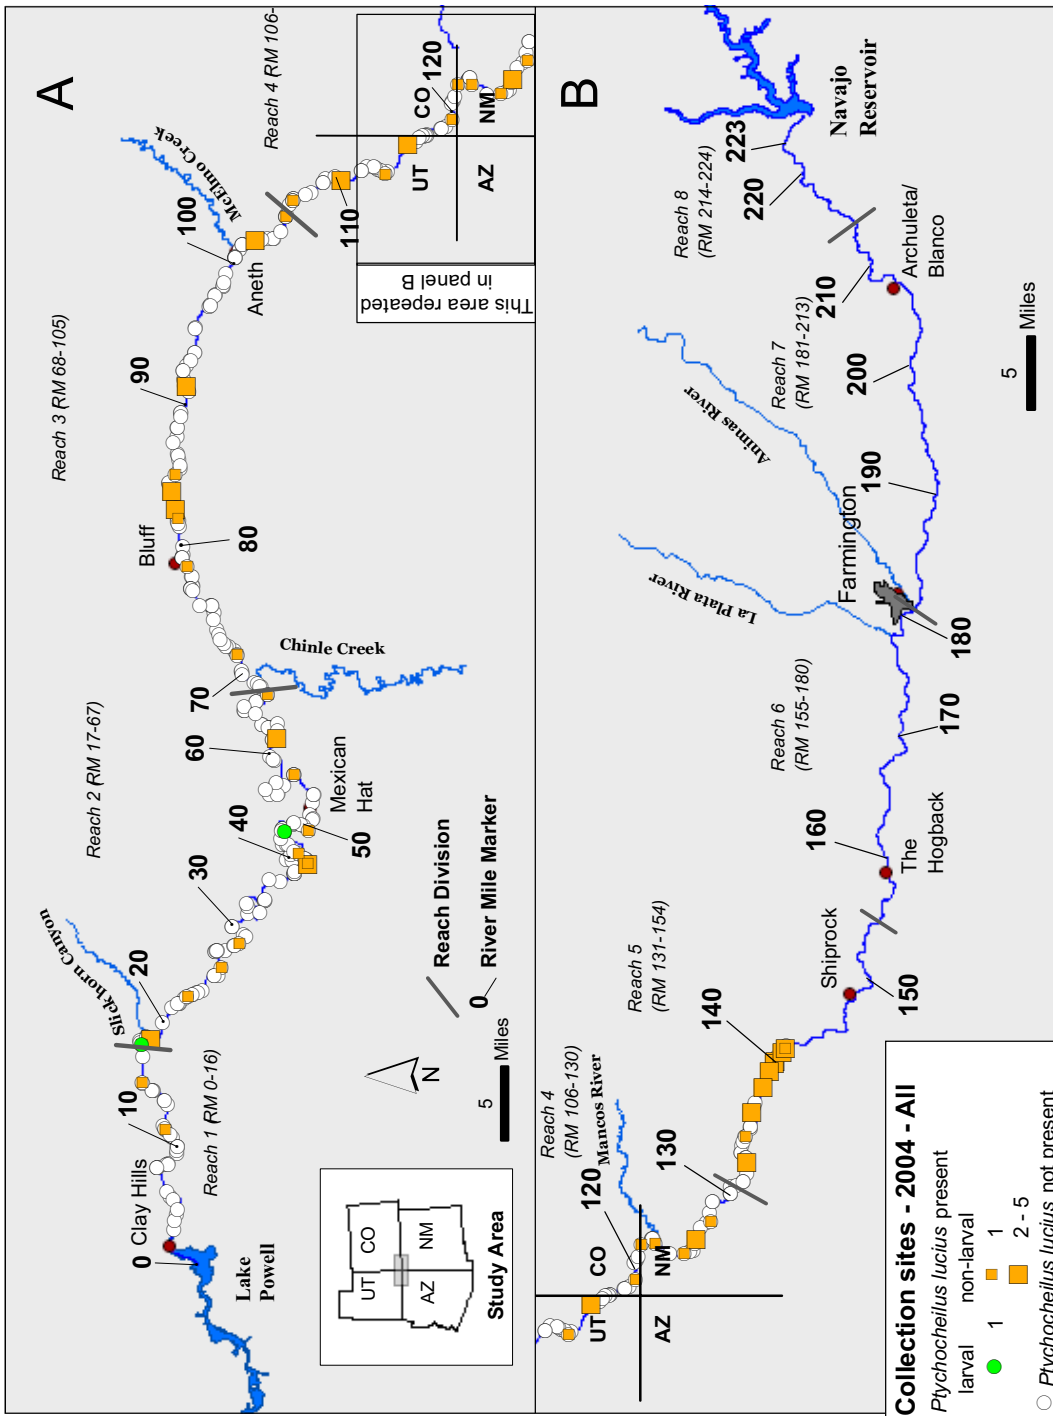 A
Reach 4 (RM 106-
McElmo Creek
100
Aneth
110
UT
CO
120
AZ
NM
This area repeated
in panel B
Reach 3 (RM 68-105)
90
Bluff
80
Chinle Creek
70
60
Reach 2 (RM 17-67)
Mexican
Hat
50
40
30
Slick horn Canyon
20
10
Reach 1 (RM 0-16)
Clay Hills
0
Lake
Powell
Reach Division
0 River Mile Marker
N
5
Miles
UT
CO
AZ
NM
Study Area
B
Navajo
Reservoir
223
220
Reach 8
(RM 214-224)
Archuleta/
Blanco
210
Reach 7
(RM 181-213)
200
Animas River
190
Farmington
La Plata River
180
170
Reach 6
(RM 155-180)
160
The
Hogback
Shiprock
150
Reach 5
(RM 131-154)
140
130
Reach 4
(RM 106-130)
Mancos River
120
UT
CO
AZ
NM
5
Miles
Collection sites - 2004 - All
Ptychocheilus lucius present
larval non-larval
1 1
2 - 5
Ptychocheilus lucius not present